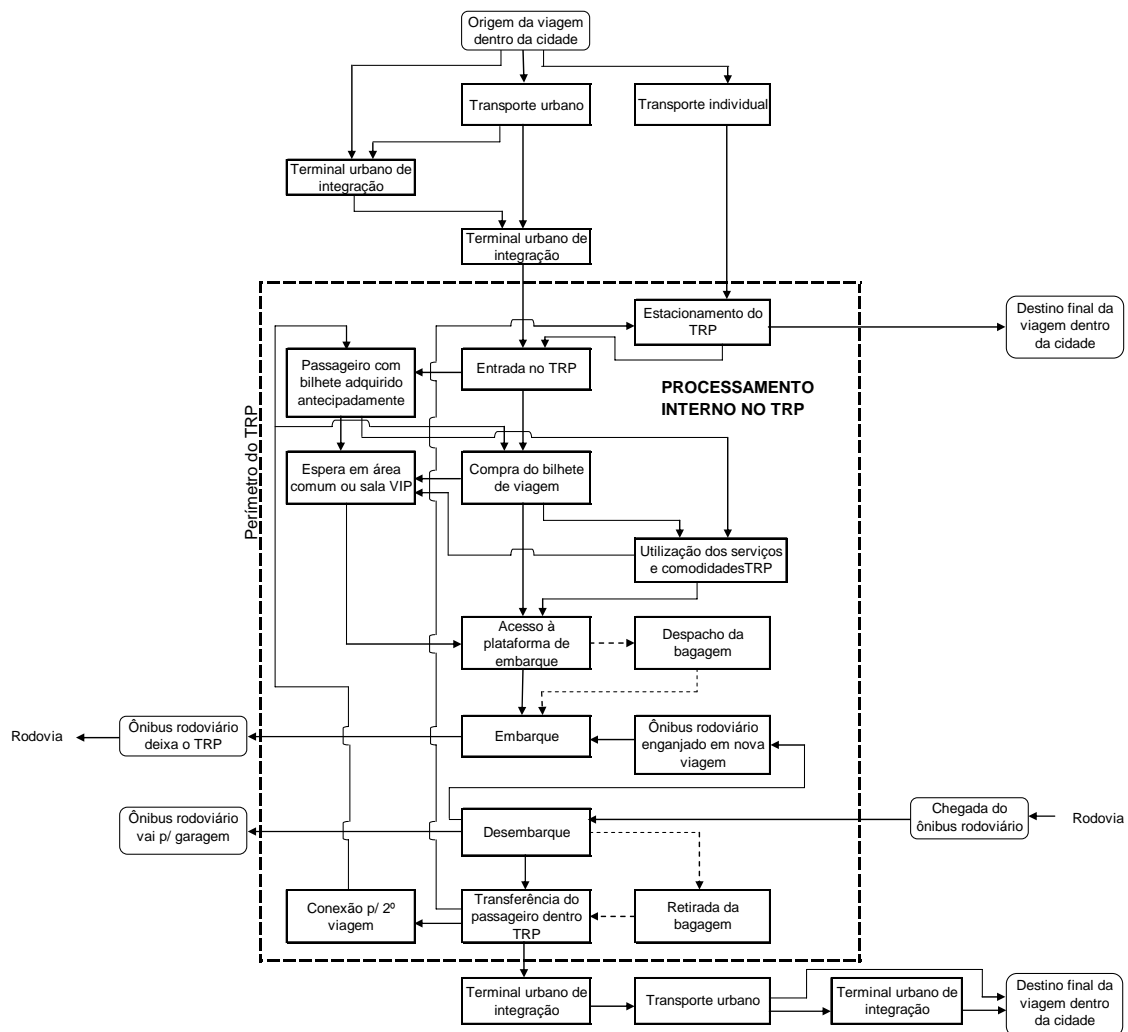 Origem da viagem
dentro da cidade
Transporte urbano
Transporte individual
Terminal urbano de
integração
Terminal urbano de
integração
Estacionamento do
TRP
Destino final da
viagem dentro
da cidade
Passageiro com
bilhete adquirido
antecipadamente
Entrada no TRP
PROCESSAMENTO
INTERNO NO TRP
Perímetro do TRP
Espera em área
comum ou sala VIP
Compra do bilhete
de viagem
Utilização dos serviços
e comodidadesTRP
Acesso à
plataforma de
embarque
Despacho da
bagagem
Rodovia
Ônibus rodoviário
deixa o TRP
Embarque
Ônibus rodoviário
enganjado em nova
viagem
Ônibus rodoviário
vai p/ garagem
Desembarque
Chegada do
ônibus rodoviário
Rodovia
Conexão p/ 2º
viagem
Transferência do
passageiro dentro
TRP
Retirada da
bagagem
Terminal urbano de
integração
Transporte urbano
Terminal urbano de
integração
Destino final da
viagem dentro
da cidade